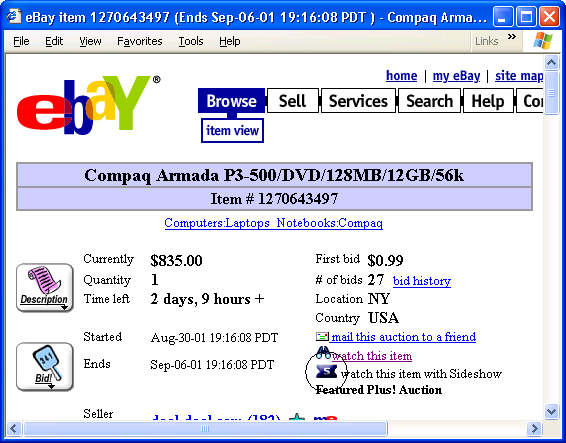 eBay item 1270643497 (Ends Sep-06-01 19:16:08 PDT ) - Compaq Arma...
File Edit View Favorites Tools Help Links »
ebaY®
home | my eBay | site map
Browse Sell Services Search Help
item view
Compaq Armada P3-500/DVD/128MB/12GB/56k
Item # 1270643497
Computers:Laptops Notebooks:Compaq
Currently $835.00 First bid $0.99
Quantity 1 # of bids 27 bid history
Time left 2 days, 9 hours + Location NY
Description
Country USA
Started Aug-30-01 19:16:08 PDT mail this auction to a friend
watch this item
Ends Sep-06-01 19:16:08 PDT S watch this item with Sideshow
Bid!
Featured Plus! Auction
Seller